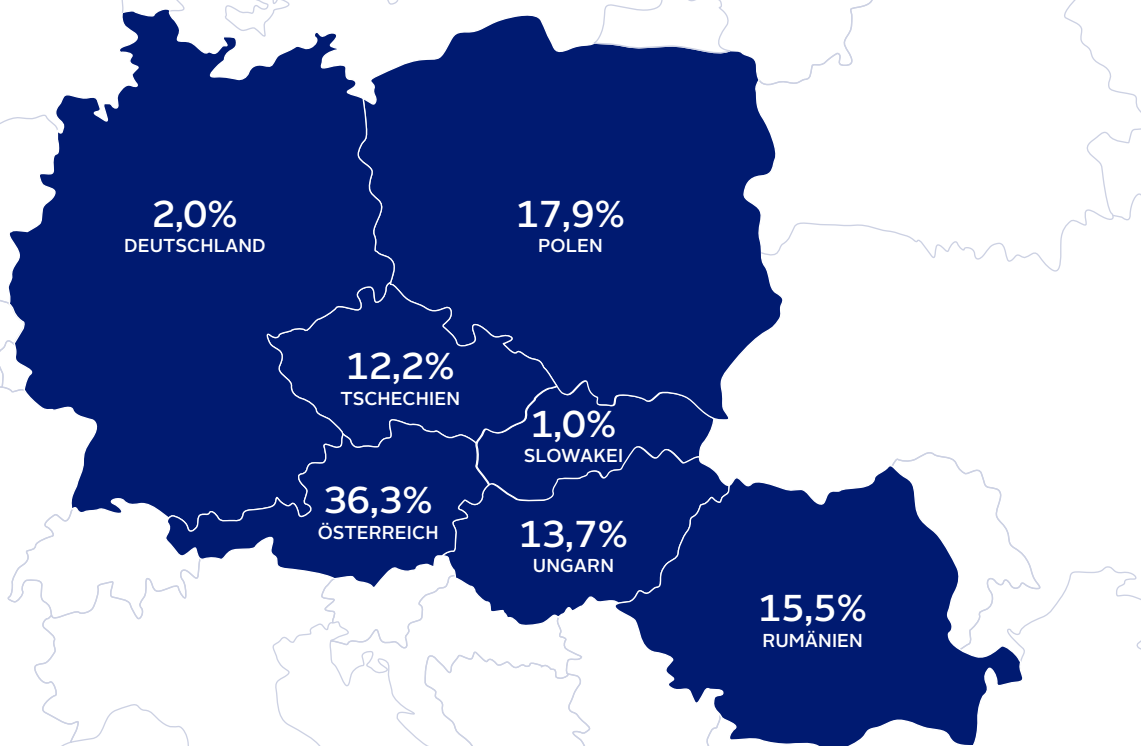 2,0%
DEUTSCHLAND
17,9%
POLEN
12,2%
TSCHECHIEN
1,0%
SLOWAKEI
36,3%
ÖSTERREICH
13,7%
UNGARN
15,5%
RUMÄNIEN